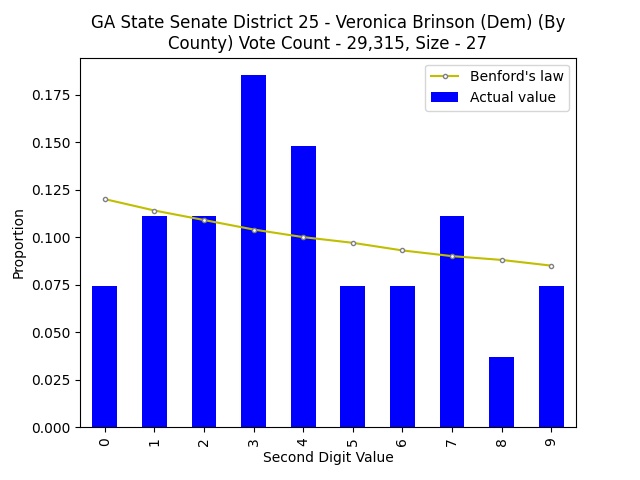 GA State Senate District 25 - Veronica Brinson (Dem) (By
County) Vote Count - 29,315, Size - 27
Benford's law
Actual value
0.175
0.150
0.125
0.100
0.075
0.050
0.025
0.000
Proportion
0 1 2 3 4 5 6 7 8 9
Second Digit Value